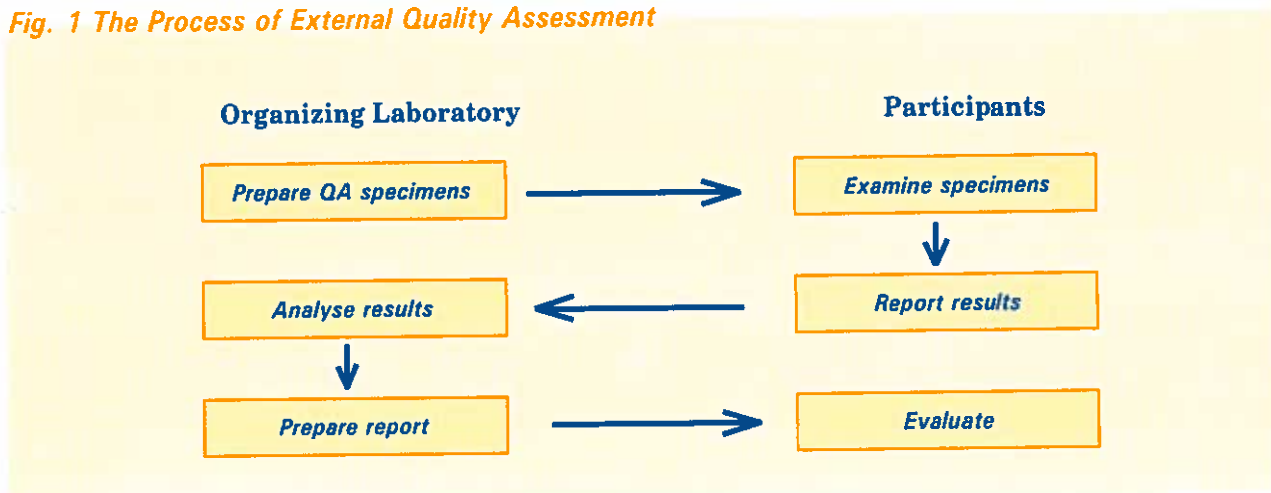 Fig. 1 The Process of External Quality Assessment
Organizing Laboratory
Participants
Prepare QA specimens
Examine specimens
Analyse results
Report results
Prepare report
Evaluate